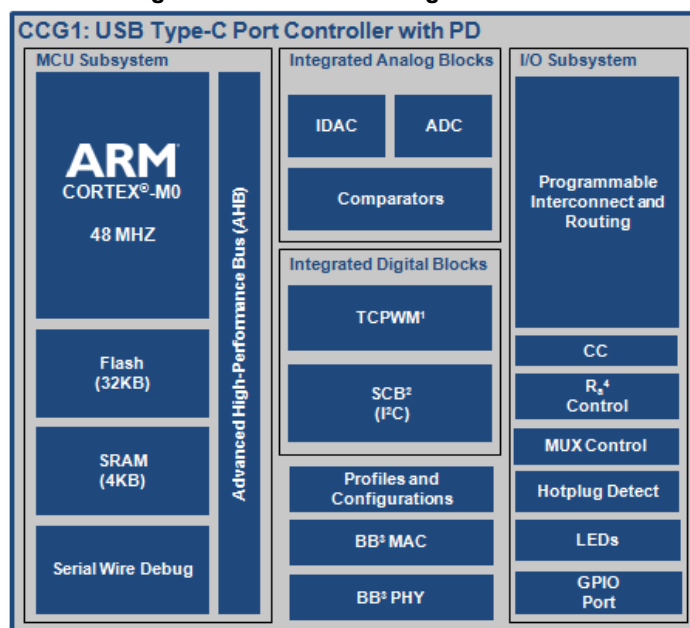 CCG1: USB Type-C Port Controller with PD
MCU Subsystem
ARM
CORTEX®-M0
48 MHZ
Flash
(32KB)
SRAM
(4KB)
Serial Wire Debug
Advanced High-Performance Bus (AHB)
Integrated Analog Blocks
IDAC
ADC
Comparators
Integrated Digital Blocks
TCPWM¹
SCB²
(I²C)
Profiles and
Configurations
BB³ MAC
BB³ PHY
I/O Subsystem
Programmable
Interconnect and
Routing
CC
Rₐ⁴
Control
MUX Control
Hotplug Detect
LEDs
GPIO
Port